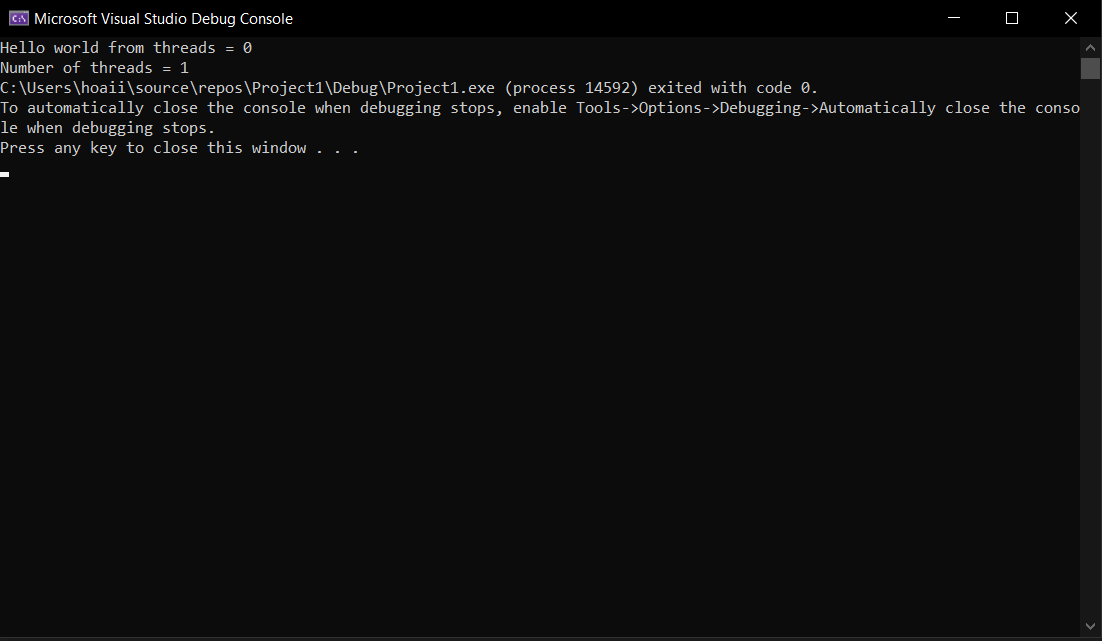 Microsoft Visual Studio Debug Console
Hello world from threads = 0
Number of threads = 1
C:\Users\hoaii\source\repos\Project1\Debug\Project1.exe (process 14592) exited with code 0.
To automatically close the console when debugging stops, enable Tools->Options->Debugging->Automatically close the conso
le when debugging stops.
Press any key to close this window . . .